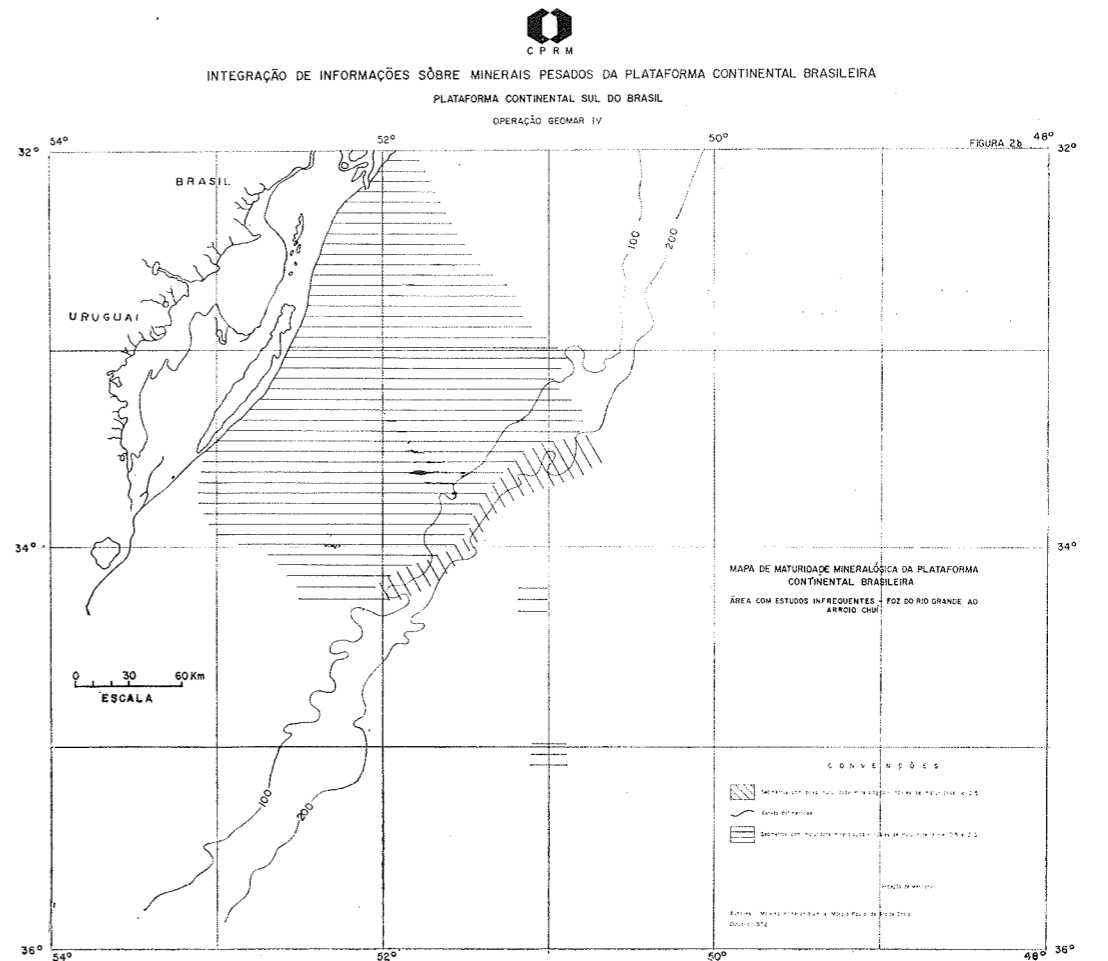 CPRM
INTEGRAÇÃO DE INFORMAÇÕES SÔBRE MINERAIS PESADOS DA PLATAFORMA CONTINENTAL BRASILEIRA
PLATAFORMA CONTINENTAL SUL DO BRASIL
OPERAÇÃO GEOMAR IV
54° 52° 50° 48°
32° FIGURA 26 32°
BRASIL
100 200
URUGUAI
34° 34°
MAPA DE MATURIDADE MINERALÓGICA DA PLATAFORMA
CONTINENTAL BRASILEIRA
ÁREA COM ESTUDOS INFREQUENTES - FOZ DO RIO GRANDE AO
ARROIO CHUÍ
0 30 60 Km
ESCALA
CONVENÇÕES
100 200
36° 36°
54° 52° 50° 48°